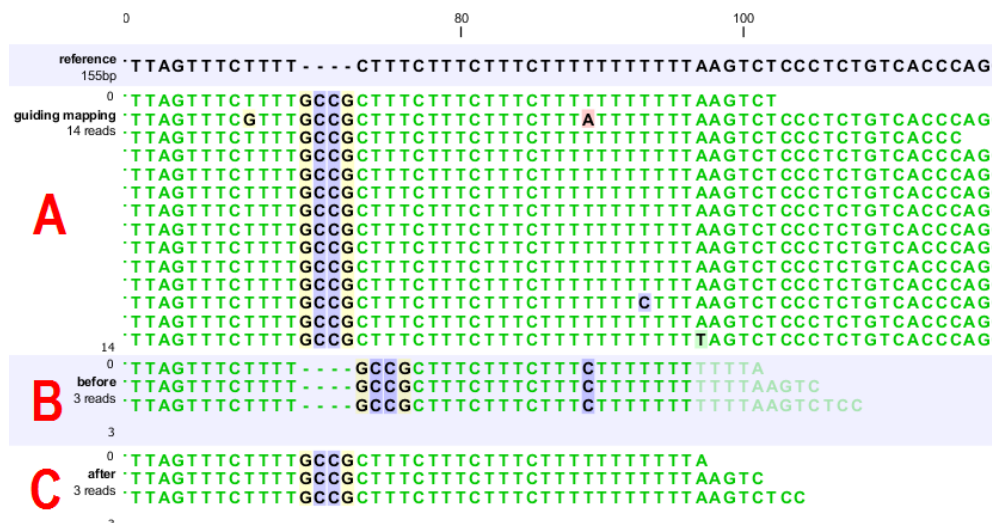 0 80 100
reference TTAGTTTCTTTT----CTTTCTTTCTTTCTTTTTTTTTTTAAGTCTCCCTCTGTCACCCAG
155bp
0 TTAGTTTCTTTTGCCGCTTTCTTTCTTTCTTTTTTTTTTTAAGTCT
guiding mapping TTAGTTTCGTTTGCCGCTTTCTTTCTTTCTTTATTTTTTTAAGTCTCCCTCTGTCACCCAG
14 reads TTAGTTTCTTTTGCCGCTTTCTTTCTTTCTTTTTTTTTTTAAGTCTCCCTCTGTCACCC
TTAGTTTCTTTTGCCGCTTTCTTTCTTTCTTTTTTTTTTTAAGTCTCCCTCTGTCACCCAG
TTAGTTTCTTTTGCCGCTTTCTTTCTTTCTTTTTTTTTTTAAGTCTCCCTCTGTCACCCAG
TTAGTTTCTTTTGCCGCTTTCTTTCTTTCTTTTTTTTTTTAAGTCTCCCTCTGTCACCCAG
A TTAGTTTCTTTTGCCGCTTTCTTTCTTTCTTTTTTTTTTTAAGTCTCCCTCTGTCACCCAG
TTAGTTTCTTTTGCCGCTTTCTTTCTTTCTTTTTTTTTTTAAGTCTCCCTCTGTCACCCAG
TTAGTTTCTTTTGCCGCTTTCTTTCTTTCTTTTTTTTTTTAAGTCTCCCTCTGTCACCCAG
TTAGTTTCTTTTGCCGCTTTCTTTCTTTCTTTTTTTTTTTAAGTCTCCCTCTGTCACCCAG
TTAGTTTCTTTTGCCGCTTTCTTTCTTTCTTTTTTTTTTTAAGTCTCCCTCTGTCACCCAG
TTAGTTTCTTTTGCCGCTTTCTTTCTTTCTTTTTTTCTTTAAGTCTCCCTCTGTCACCCAG
TTAGTTTCTTTTGCCGCTTTCTTTCTTTCTTTTTTTTTTTAAGTCTCCCTCTGTCACCCAG
14 TTAGTTTCTTTTGCCGCTTTCTTTCTTTCTTTTTTTTTTTTAGTCTCCCTCTGTCACCCAG
0 TTAGTTTCTTTT----GCCGCTTTCTTTCTTTCTTTTTTTTTTTA
B before TTAGTTTCTTTT----GCCGCTTTCTTTCTTTCTTTTTTTTTTTAAGTC
3 reads TTAGTTTCTTTT----GCCGCTTTCTTTCTTTCTTTTTTTTTTTAAGTCTCC
3
0 TTAGTTTCTTTTGCCGCTTTCTTTCTTTCTTTTTTTTTTTA
C after TTAGTTTCTTTTGCCGCTTTCTTTCTTTCTTTTTTTTTTTAAGTC
3 reads TTAGTTTCTTTTGCCGCTTTCTTTCTTTCTTTTTTTTTTTAAGTCTCC